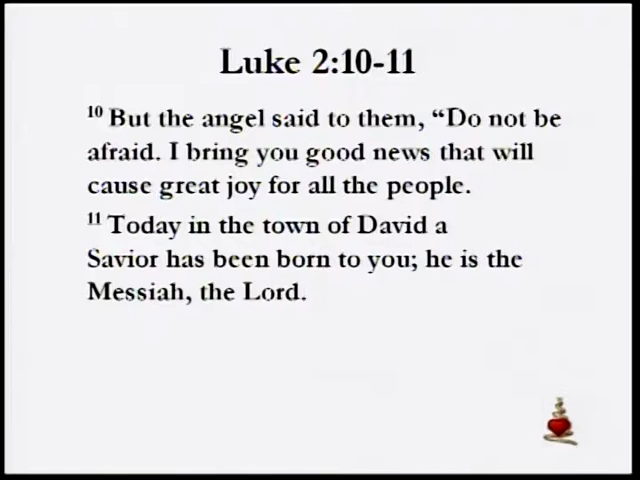 Luke 2:10-11
10 But the angel said to them, “Do not be
afraid. I bring you good news that will
cause great joy for all the people.
11 Today in the town of David a
Savior has been born to you; he is the
Messiah, the Lord.